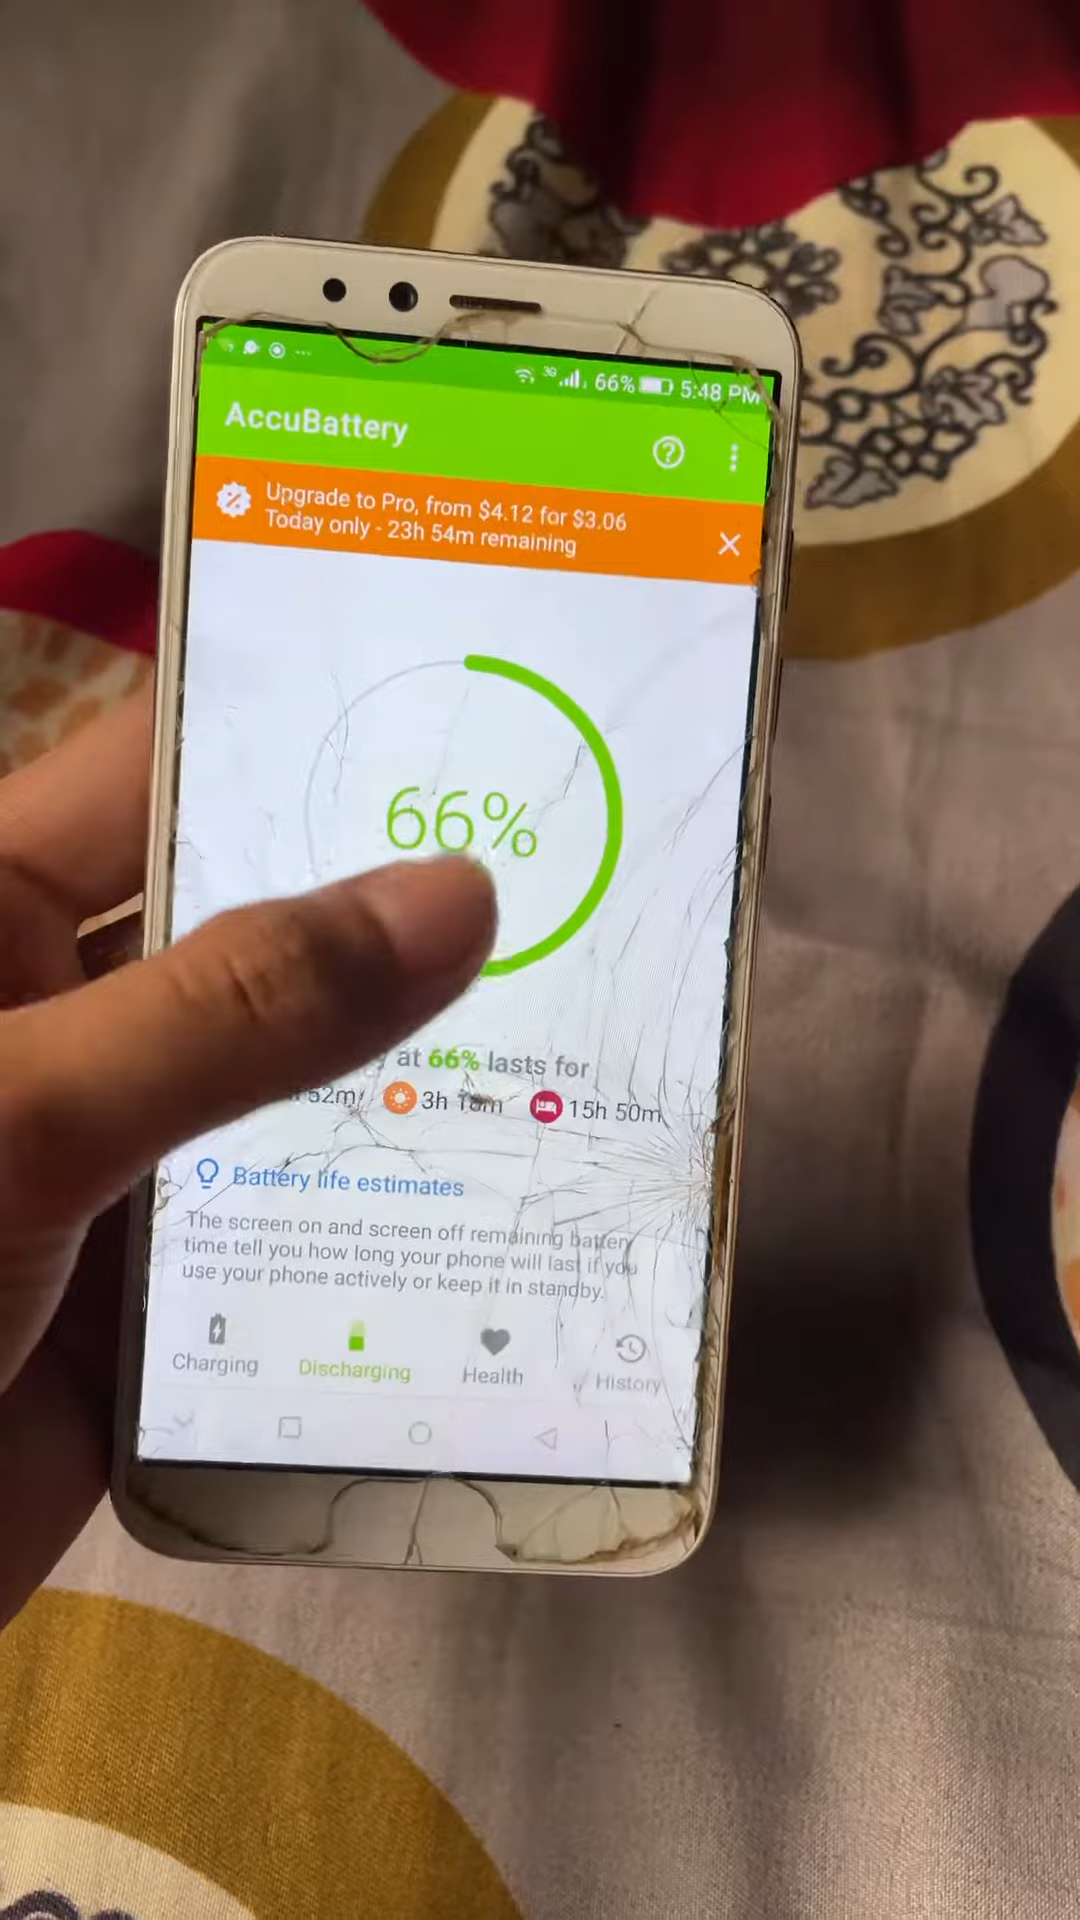 3G 66% 5:48 PM
AccuBattery
Upgrade to Pro, from $4.12 for $3.06
Today only - 23h 54m remaining
66%
at 66% lasts for
52m 3h 18m 15h 50m
Battery life estimates
The screen on and screen off remaining battery
time tell you how long your phone will last if you
use your phone actively or keep it in standby.
Charging Discharging Health History